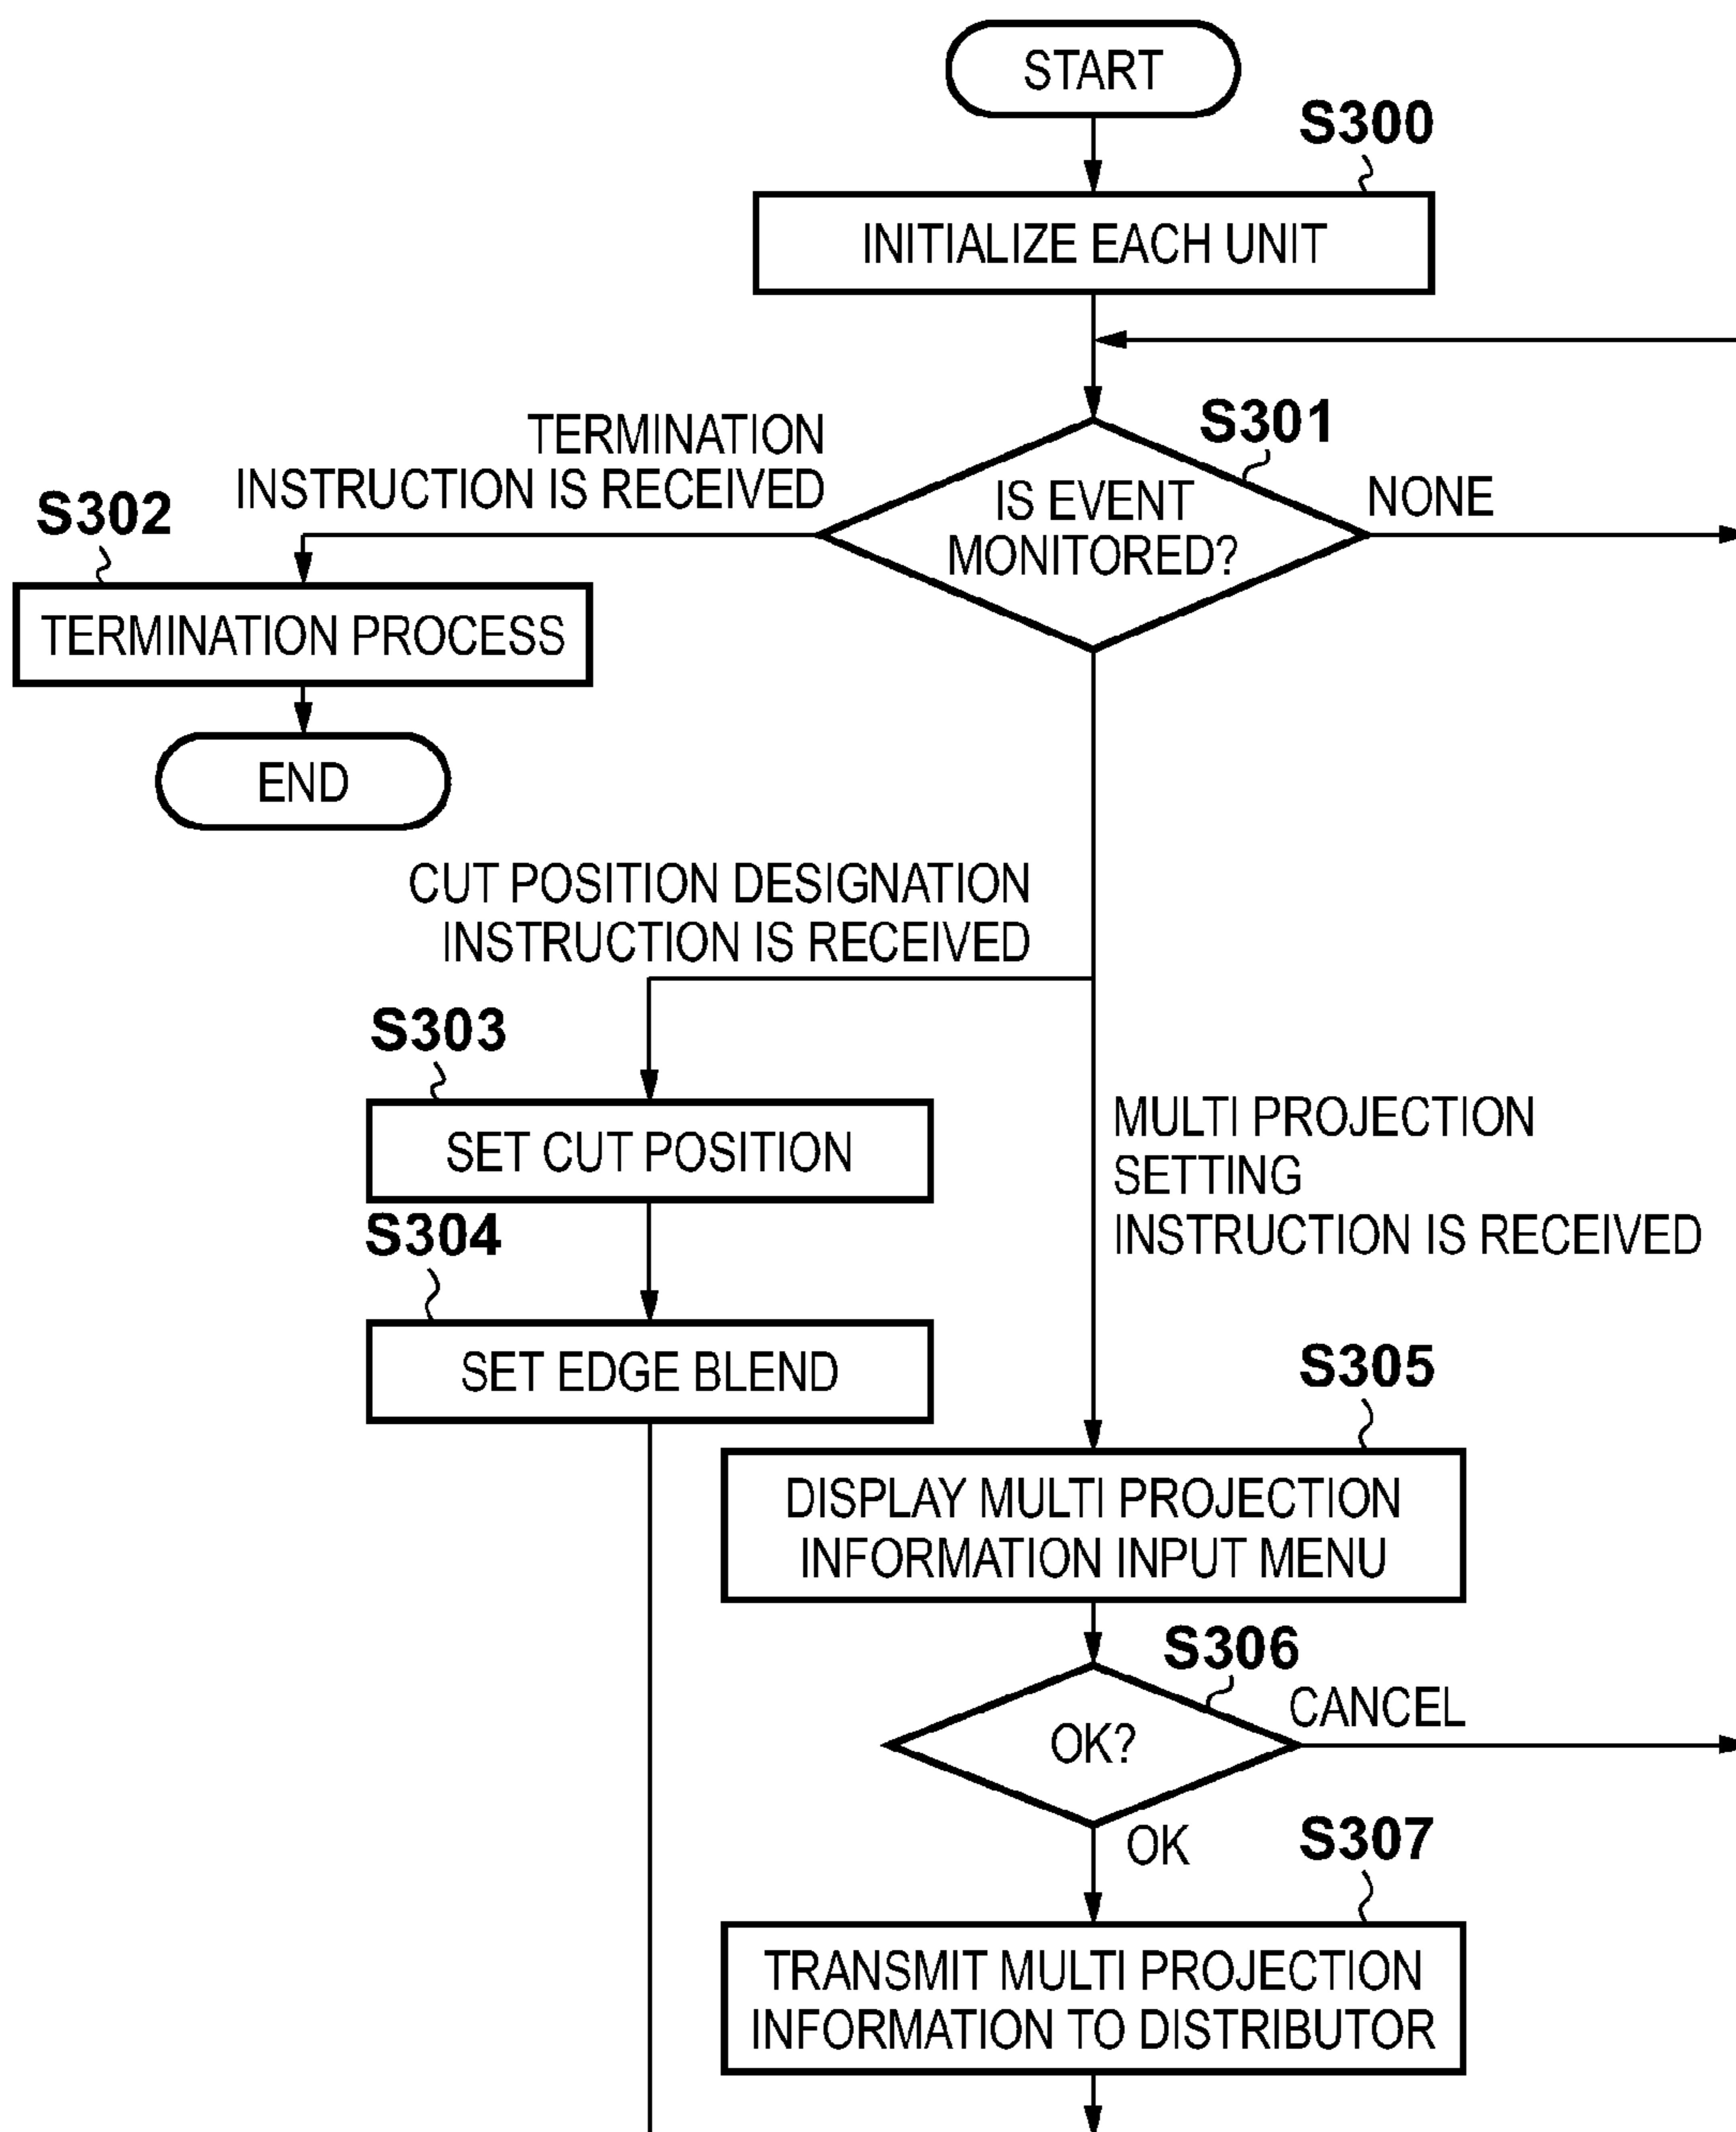 START
S300
INITIALIZE EACH UNIT
S301
TERMINATION
INSTRUCTION IS RECEIVED
IS EVENT
MONITORED?
NONE
S302
TERMINATION PROCESS
END
CUT POSITION DESIGNATION
INSTRUCTION IS RECEIVED
S303
SET CUT POSITION
MULTI PROJECTION
SETTING
INSTRUCTION IS RECEIVED
S304
SET EDGE BLEND
S305
DISPLAY MULTI PROJECTION
INFORMATION INPUT MENU
S306
OK?
CANCEL
OK
S307
TRANSMIT MULTI PROJECTION
INFORMATION TO DISTRIBUTOR